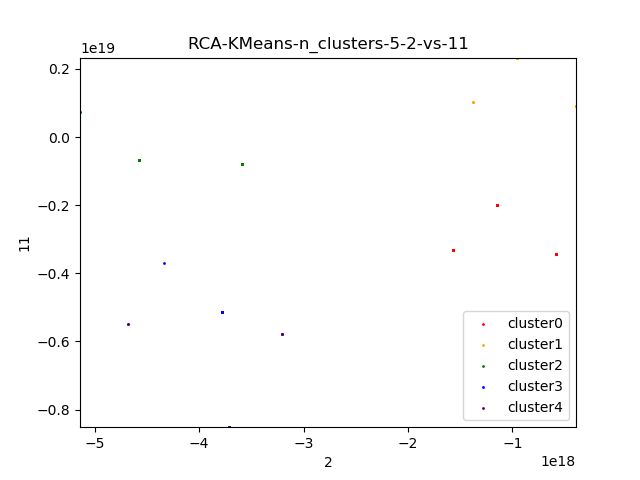 RCA-KMeans-n_clusters-5-2-vs-11
1e19
0.2
0.0
−0.2
−0.4
−0.6
−0.8
11
cluster0
cluster1
cluster2
cluster3
cluster4
−5
−4
−3
−2
−1
2
1e18